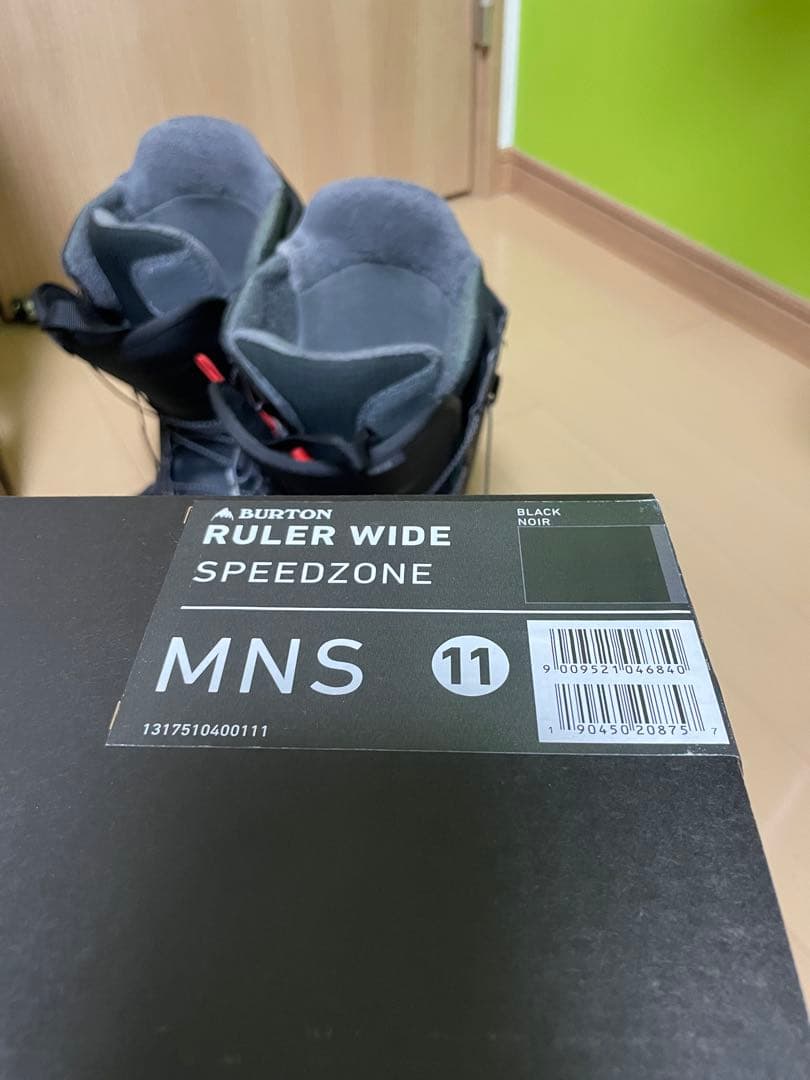 BURTON
RULER WIDE
SPEEDZONE
BLACK
NOIR
MNS 11
9 009521 046840
1 90450 20875 7
1317510400111